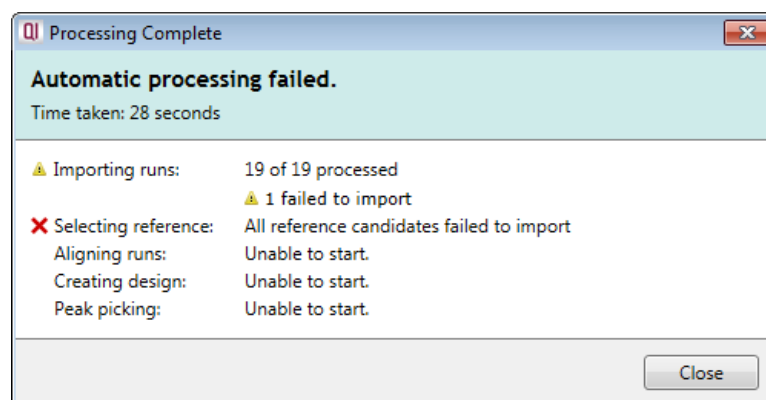 QI Processing Complete
Automatic processing failed.
Time taken: 28 seconds
Importing runs: 19 of 19 processed
1 failed to import
Selecting reference: All reference candidates failed to import
Aligning runs: Unable to start.
Creating design: Unable to start.
Peak picking: Unable to start.
Close